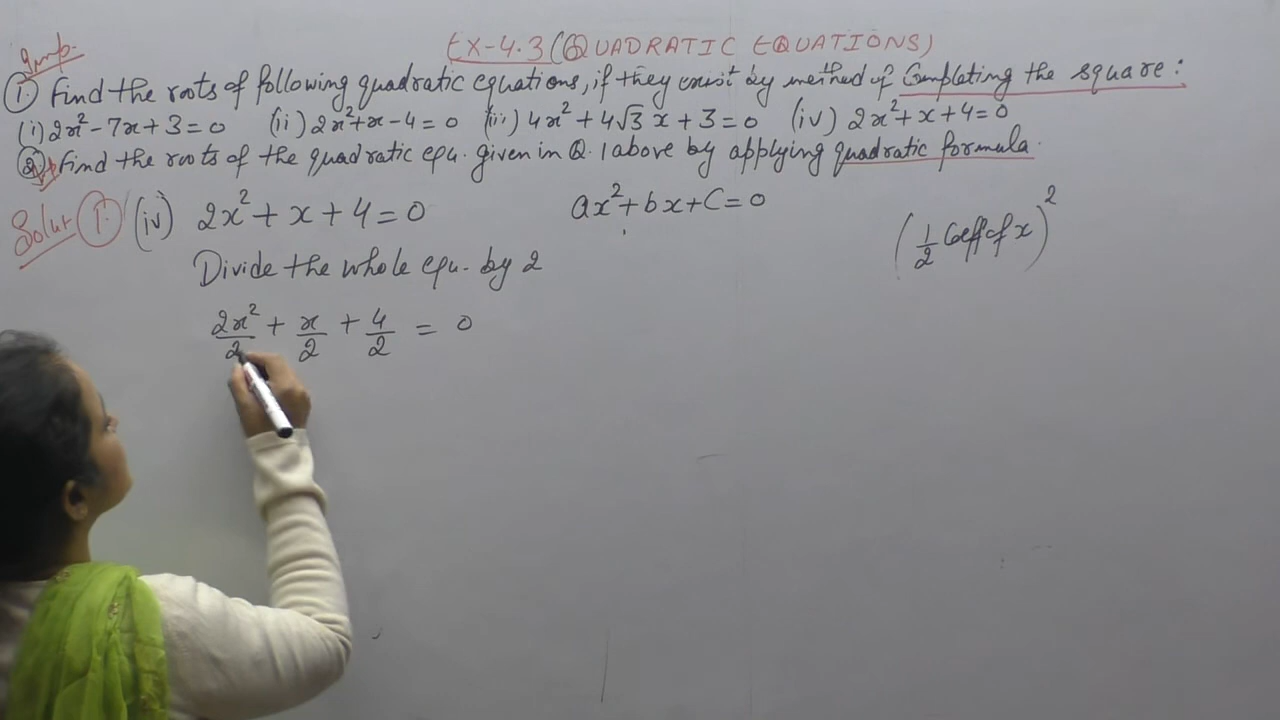 EX-4.3 (QUADRATIC EQUATIONS)
Imp.
① Find the roots of following quadratic equations, if they exist by method of Completing the square:
(i) 2x² - 7x + 3 = 0 (ii) 2x² + x - 4 = 0 (iii) 4x² + 4√3 x + 3 = 0 (iv) 2x² + x + 4 = 0
② Find the roots of the quadratic equ. given in Q. 1 above by applying quadratic formula.
Solut ① (iv) 2x² + x + 4 = 0 ax² + bx + C = 0 (1/2 Coeff of x)²
Divide the whole equ. by 2
2x²/2 + x/2 + 4/2 = 0